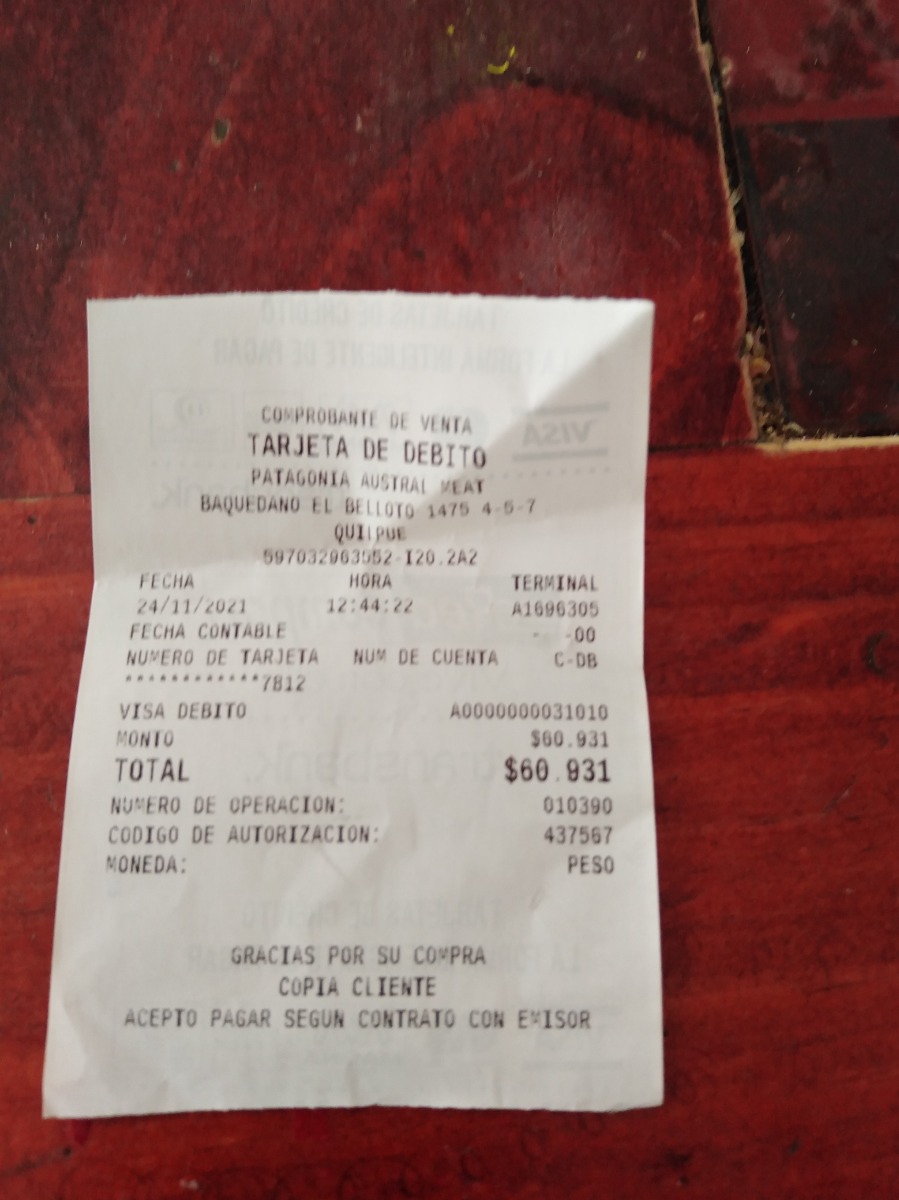 COMPROBANTE DE VENTA
TARJETA DE DEBITO
PATAGONIA AUSTRAL MEAT
BAQUEDANO EL BELLOTO 1475 4-5-7
QUILPUE
597032963552-I20.2A2
FECHA HORA TERMINAL
24/11/2021 12:44:22 A1696305
FECHA CONTABLE - -00
NUMERO DE TARJETA NUM DE CUENTA C-DB
************7812
VISA DEBITO A0000000031010
MONTO $60.931
TOTAL $60.931
NUMERO DE OPERACION: 010390
CODIGO DE AUTORIZACION: 437567
MONEDA: PESO
GRACIAS POR SU COMPRA
COPIA CLIENTE
ACEPTO PAGAR SEGUN CONTRATO CON EMISOR